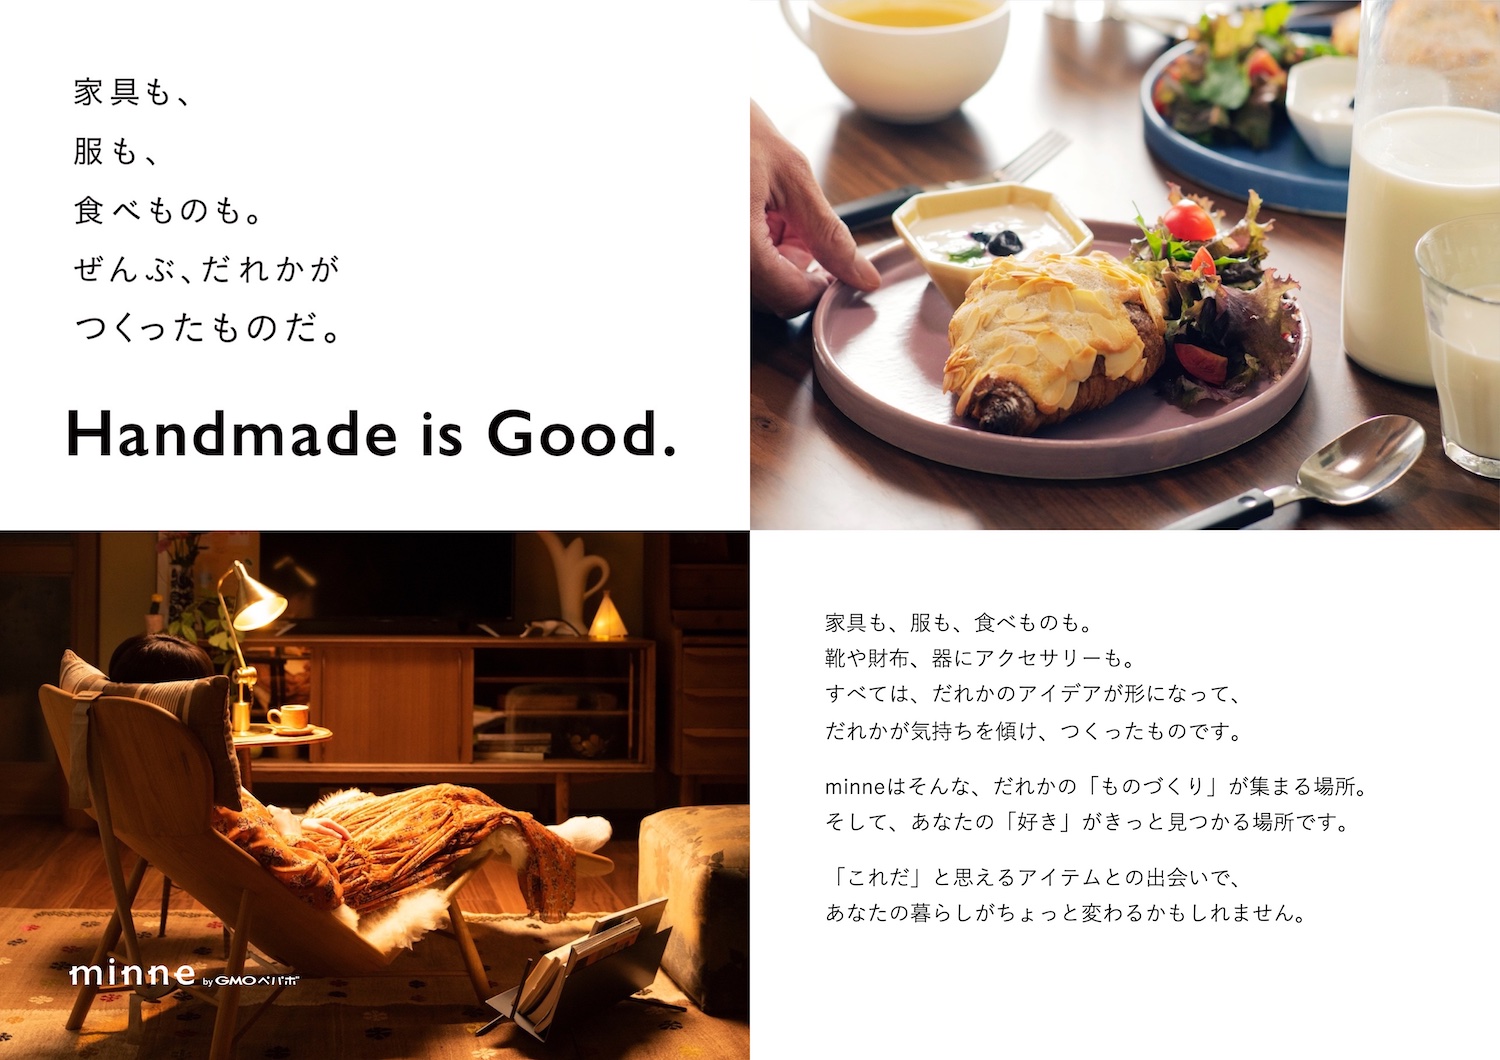 家具も、
服も、
食べものも。
ぜんぶ、だれかが
つくったものだ。
Handmade is Good.
minne by GMOペパボ
家具も、服も、食べものも。
靴や財布、器にアクセサリーも。
すべては、だれかのアイデアが形になって、
だれかが気持ちを傾け、つくったものです。
minneはそんな、だれかの「ものづくり」が集まる場所。
そして、あなたの「好き」がきっと見つかる場所です。
「これだ」と思えるアイテムとの出会いで、
あなたの暮らしがちょっと変わるかもしれません。